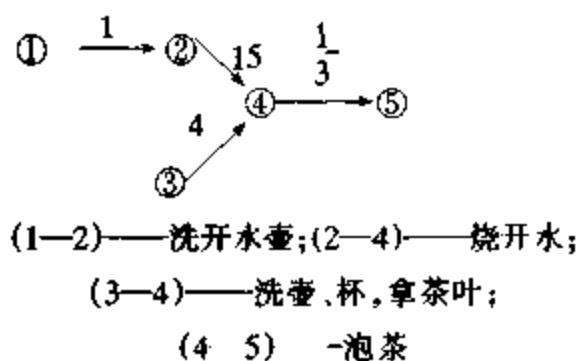 1
① ② 15 1/3
④ ⑤
4
③
(1—2)——洗开水壶;(2—4)——烧开水;
(3—4)——洗壶、杯,拿茶叶;
(4 5) -泡茶